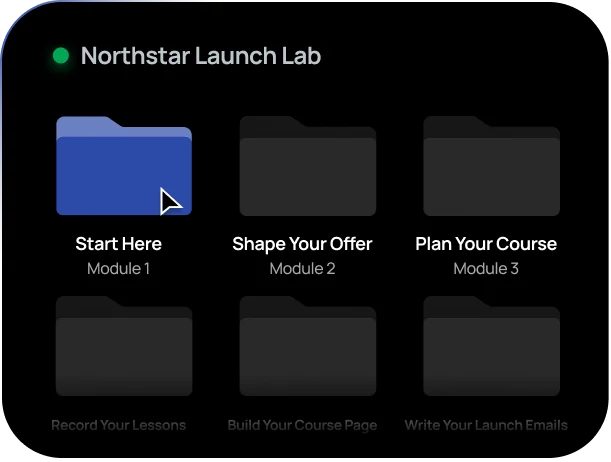 Northstar Launch Lab
Start Here
Shape Your Offer
Plan Your Course
Module 1
Module 2
Module 3
Record Your Lessons
Build Your Course Page
Write Your Launch Emails